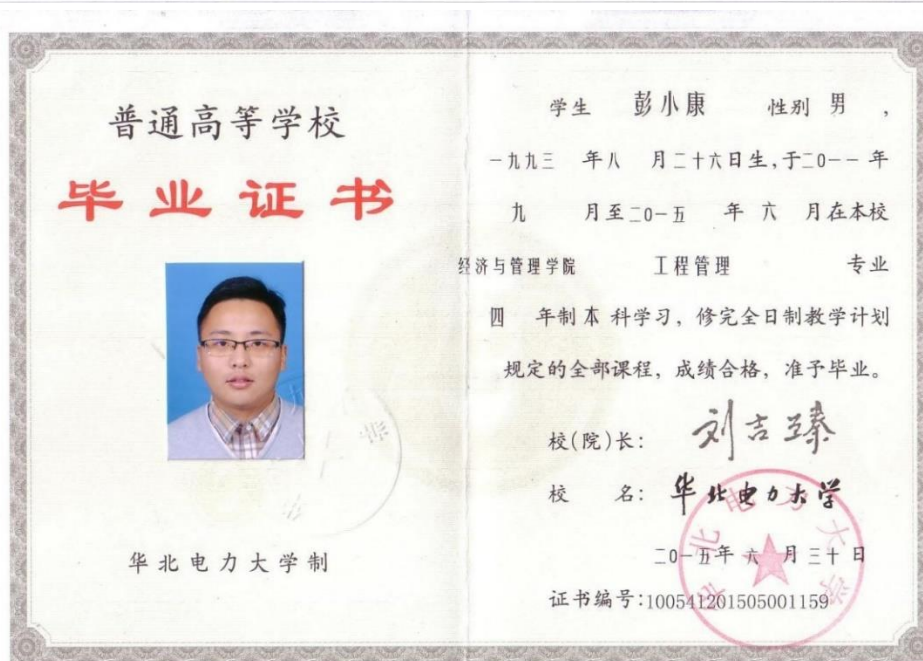 普通高等学校
毕业证书
华北电力大学制
学生 彭小康 性别 男，
一九九三 年八 月二十六日生，于二0一一 年
九 月至二0一五 年 六 月在本校
经济与管理学院 工程管理 专业
四 年制本科学习，修完全日制教学计划
规定的全部课程，成绩合格，准予毕业。
校(院)长： 刘吉臻
校 名： 华北电力大学
二0一五年 六 月三十日
证书编号：100541201505001159
华北电力大学